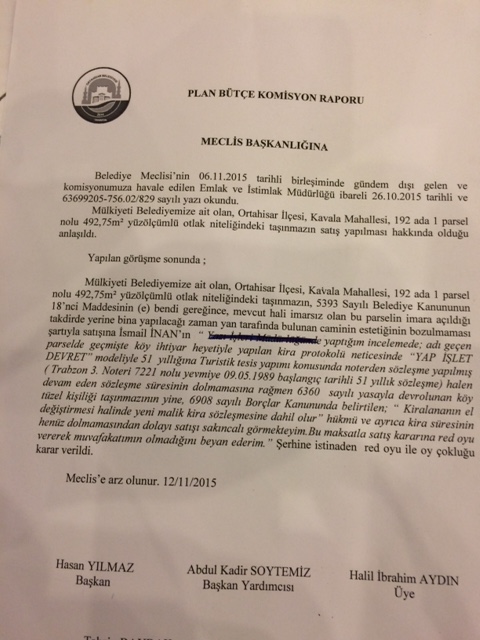 PLAN BÜTÇE KOMİSYON RAPORU
MECLİS BAŞKANLIĞINA
Belediye Meclisi'nin 06.11.2015 tarihli birleşiminde gündem dışı gelen ve
komisyonumuza havale edilen Emlak ve İstimlak Müdürlüğü ibareli 26.10.2015 tarihli ve
63699205-756.02/829 sayılı yazı okundu.
Mülkiyeti Belediyemize ait olan, Ortahisar İlçesi, Kavala Mahallesi, 192 ada 1 parsel
nolu 492,75m² yüzölçümlü otlak niteliğindeki taşınmazın satış yapılması hakkında olduğu
anlaşıldı.
Yapılan görüşme sonunda ;
Mülkiyeti Belediyemize ait olan, Ortahisar İlçesi, Kavala Mahallesi, 192 ada 1 parsel
nolu 492,75m² yüzölçümlü otlak niteliğindeki taşınmazın, 5393 Sayılı Belediye Kanununun
18'nci Maddesinin (e) bendi gereğince, mevcut hali imarsız olan bu parselin imara açıldığı
takdirde yerine bina yapılacağı zaman yan tarafında bulunan caminin estetiğinin bozulmaması
şartıyla satışına İsmail İNAN'ın " yaptığım incelemede; adı geçen
parselde geçmişte köy ihtiyar heyetiyle yapılan kira protokolü neticesinde "YAP İŞLET
DEVRET" modeliyle 51 yıllığına Turistik tesis yapımı konusunda noterden sözleşme yapılmış
( Trabzon 3. Noteri 7221 nolu yevmiye 09.05.1989 başlangıç tarihli 51 yıllık sözleşme) halen
devam eden sözleşme süresinin dolmamasına rağmen 6360 sayılı yasayla devrolunan köy
tüzel kişiliği taşınmazının yine, 6908 sayılı Borçlar Kanununda belirtilen; " Kiralananın el
değiştirmesi halinde yeni malik kira sözleşmesine dahil olur" hükmü ve ayrıca kira süresinin
henüz dolmamasından dolayı satışı sakıncalı görmekteyim.Bu maksatla satış kararına red oyu
vererek muvafakatımın olmadığını beyan ederim." Şerhine istinaden red oyu ile oy çokluğu
karar verildi.
Meclis'e arz olunur. 12/11/2015
Hasan YILMAZ
Başkan
Abdul Kadir SOYTEMİZ
Başkan Yardımcısı
Halil İbrahim AYDIN
Üye